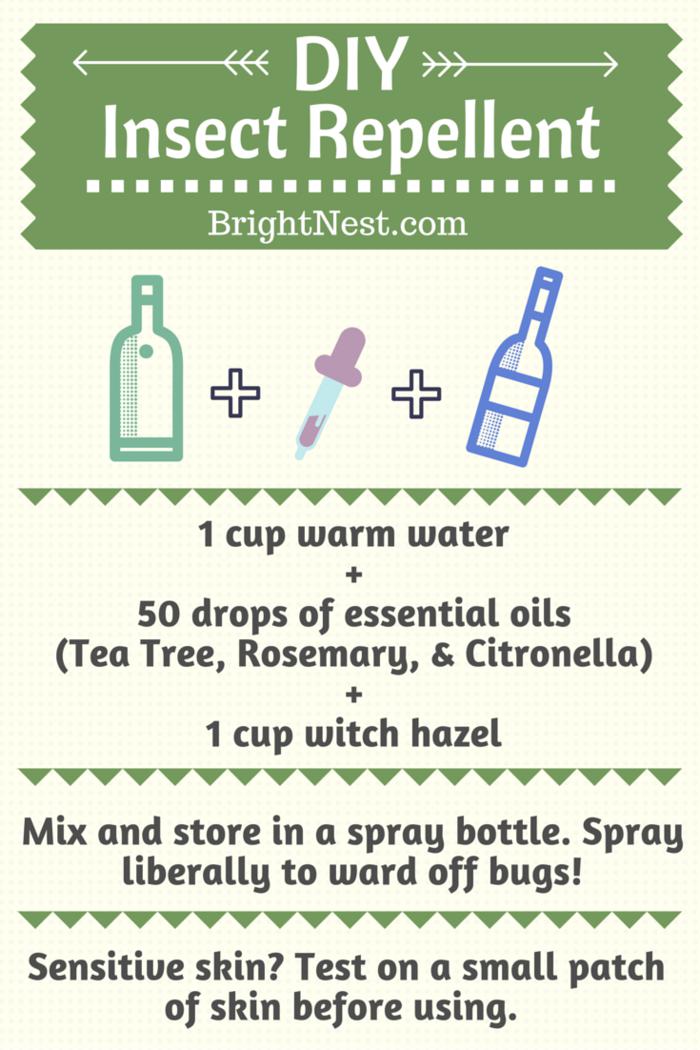 DIY
Insect Repellent
BrightNest.com
1 cup warm water
+
50 drops of essential oils
(Tea Tree, Rosemary, & Citronella)
+
1 cup witch hazel
Mix and store in a spray bottle. Spray
liberally to ward off bugs!
Sensitive skin? Test on a small patch
of skin before using.